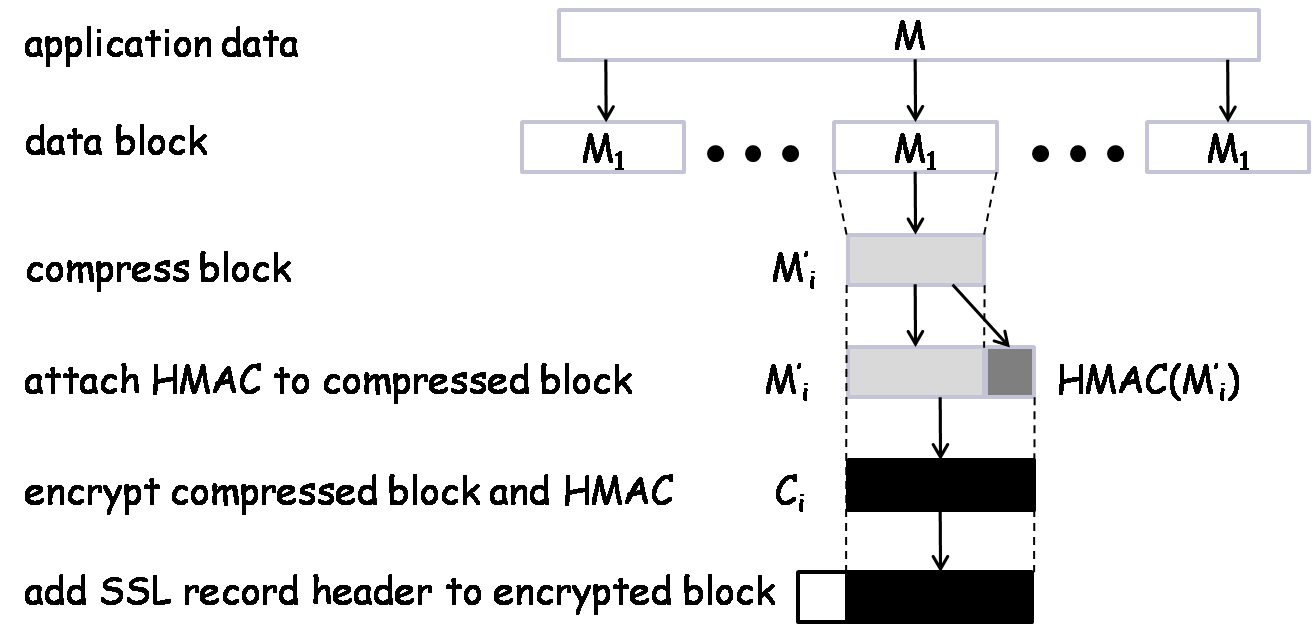 application data M
data block M₁ • • • M₁ • • • M₁
compress block M'ᵢ
attach HMAC to compressed block M'ᵢ HMAC(M'ᵢ)
encrypt compressed block and HMAC Cᵢ
add SSL record header to encrypted block